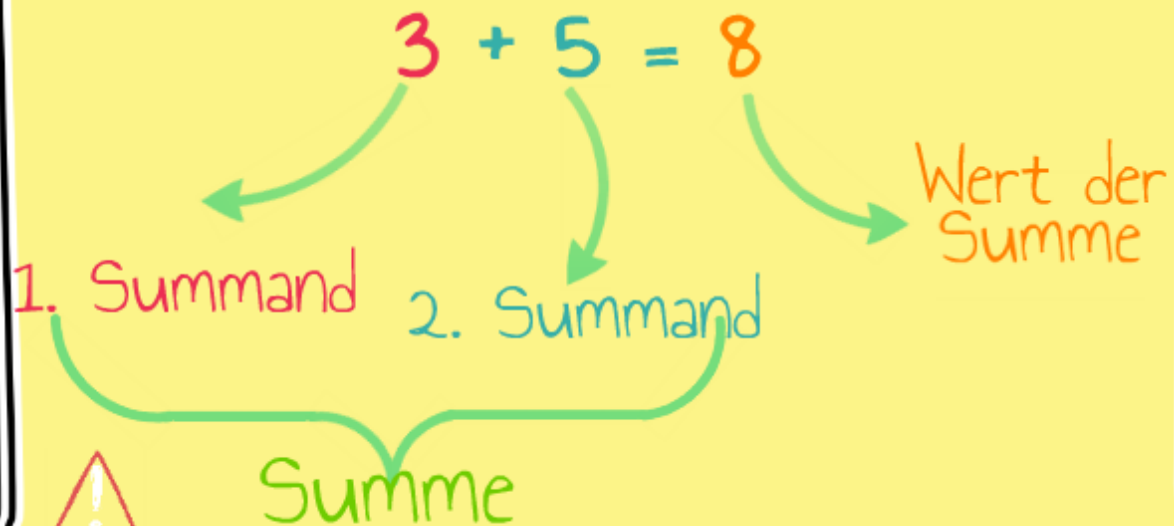 3 + 5 = 8
Wert der
Summe
1. Summand
2. Summand
Summe
!